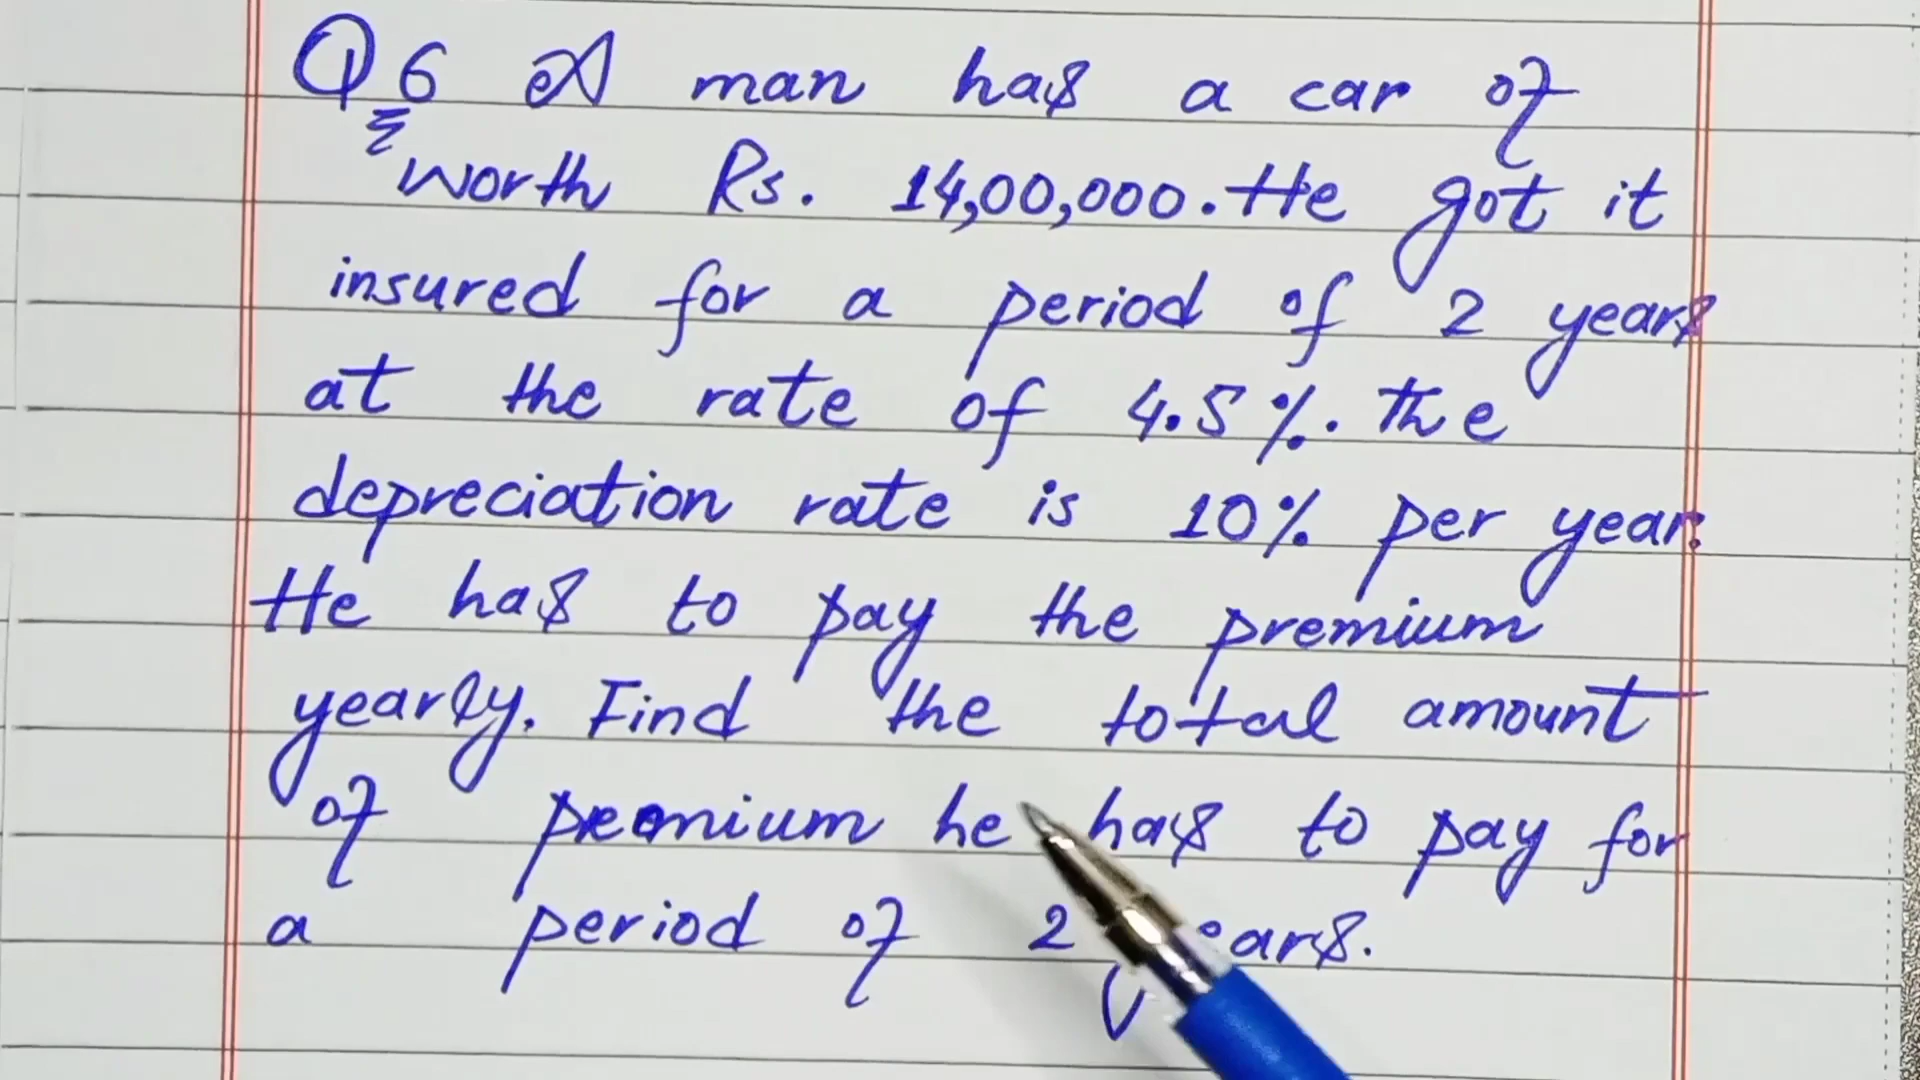 Q6 A man has a car of
worth Rs. 14,00,000. He got it
insured for a period of 2 years
at the rate of 4.5%. The
depreciation rate is 10% per year.
He has to pay the premium
yearly. Find the total amount
of premium he has to pay for
a period of 2 years.